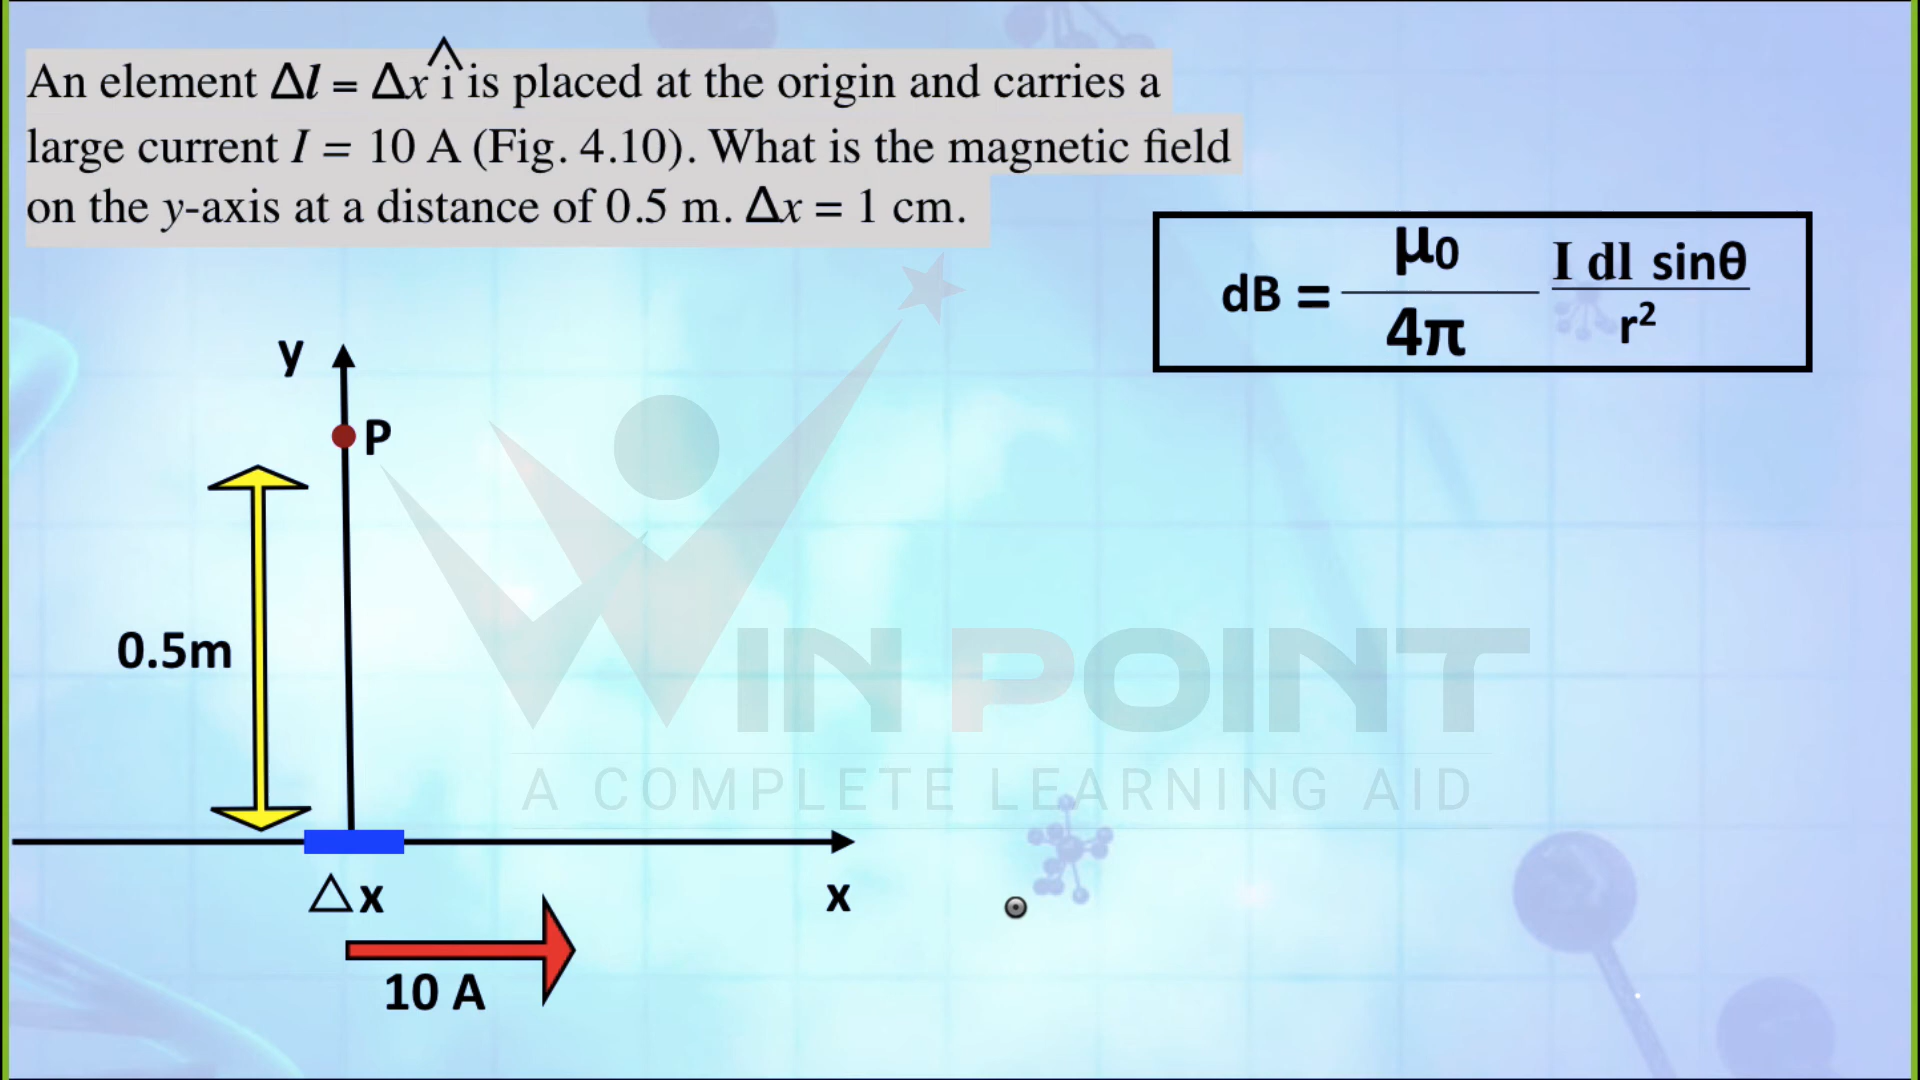 An element Δl = Δx î is placed at the origin and carries a
large current I = 10 A (Fig. 4.10). What is the magnetic field
on the y-axis at a distance of 0.5 m. Δx = 1 cm.
dB = μ₀/4π I dl sinθ/r²
y
P
0.5m
WIN POINT
A COMPLETE LEARNING AID
△x
x
10 A